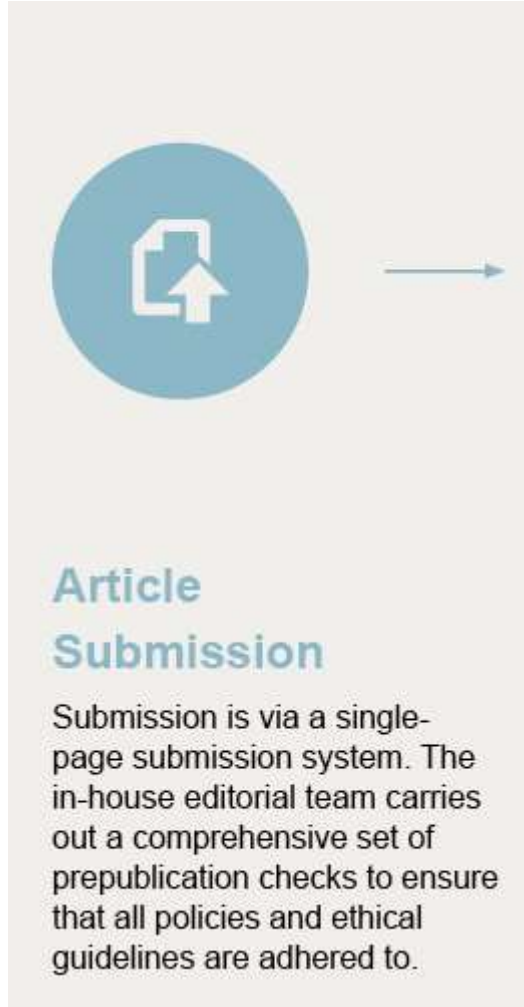 Article
Submission
Submission is via a single-
page submission system. The
in-house editorial team carries
out a comprehensive set of
prepublication checks to ensure
that all policies and ethical
guidelines are adhered to.